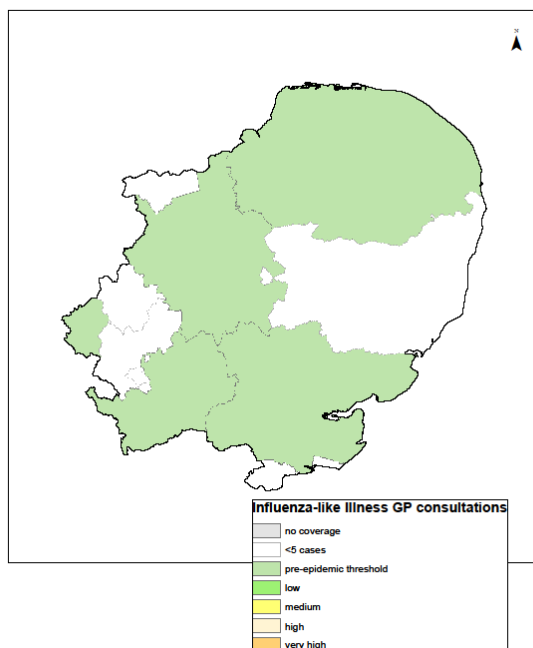 N
Influenza-like Illness GP consultations
no coverage
<5 cases
pre-epidemic threshold
low
medium
high
very high